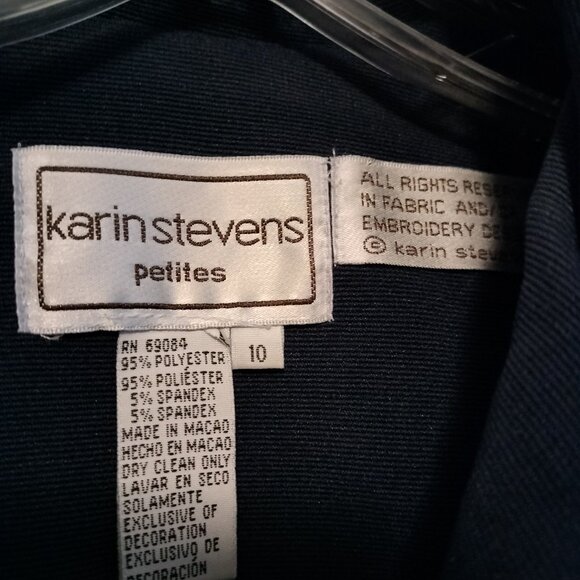 karin stevens
petites
ALL RIGHTS
IN FABRIC
EMBROIDERY
© karin
10
RN 69084
95% POLYESTER
95% POLIÉSTER
5% SPANDEX
5% SPANDEX
MADE IN MACAO
HECHO EN MACAO
DRY CLEAN ONLY
LAVAR EN SECO
SOLAMENTE
EXCLUSIVE OF
DECORATION
EXCLUSIVO DE
DECORACIÓN